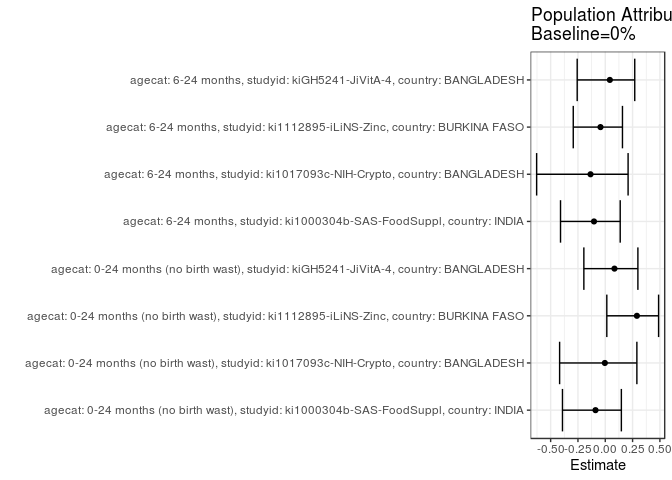 Population Attribu
Baseline=0%
agecat: 6-24 months, studyid: kiGH5241-JiVitA-4, country: BANGLADESH
agecat: 6-24 months, studyid: ki1112895-iLiNS-Zinc, country: BURKINA FASO
agecat: 6-24 months, studyid: ki1017093c-NIH-Crypto, country: BANGLADESH
agecat: 6-24 months, studyid: ki1000304b-SAS-FoodSuppl, country: INDIA
agecat: 0-24 months (no birth wast), studyid: kiGH5241-JiVitA-4, country: BANGLADESH
agecat: 0-24 months (no birth wast), studyid: ki1112895-iLiNS-Zinc, country: BURKINA FASO
agecat: 0-24 months (no birth wast), studyid: ki1017093c-NIH-Crypto, country: BANGLADESH
agecat: 0-24 months (no birth wast), studyid: ki1000304b-SAS-FoodSuppl, country: INDIA
-0.50 -0.25 0.00 0.25 0.50
Estimate